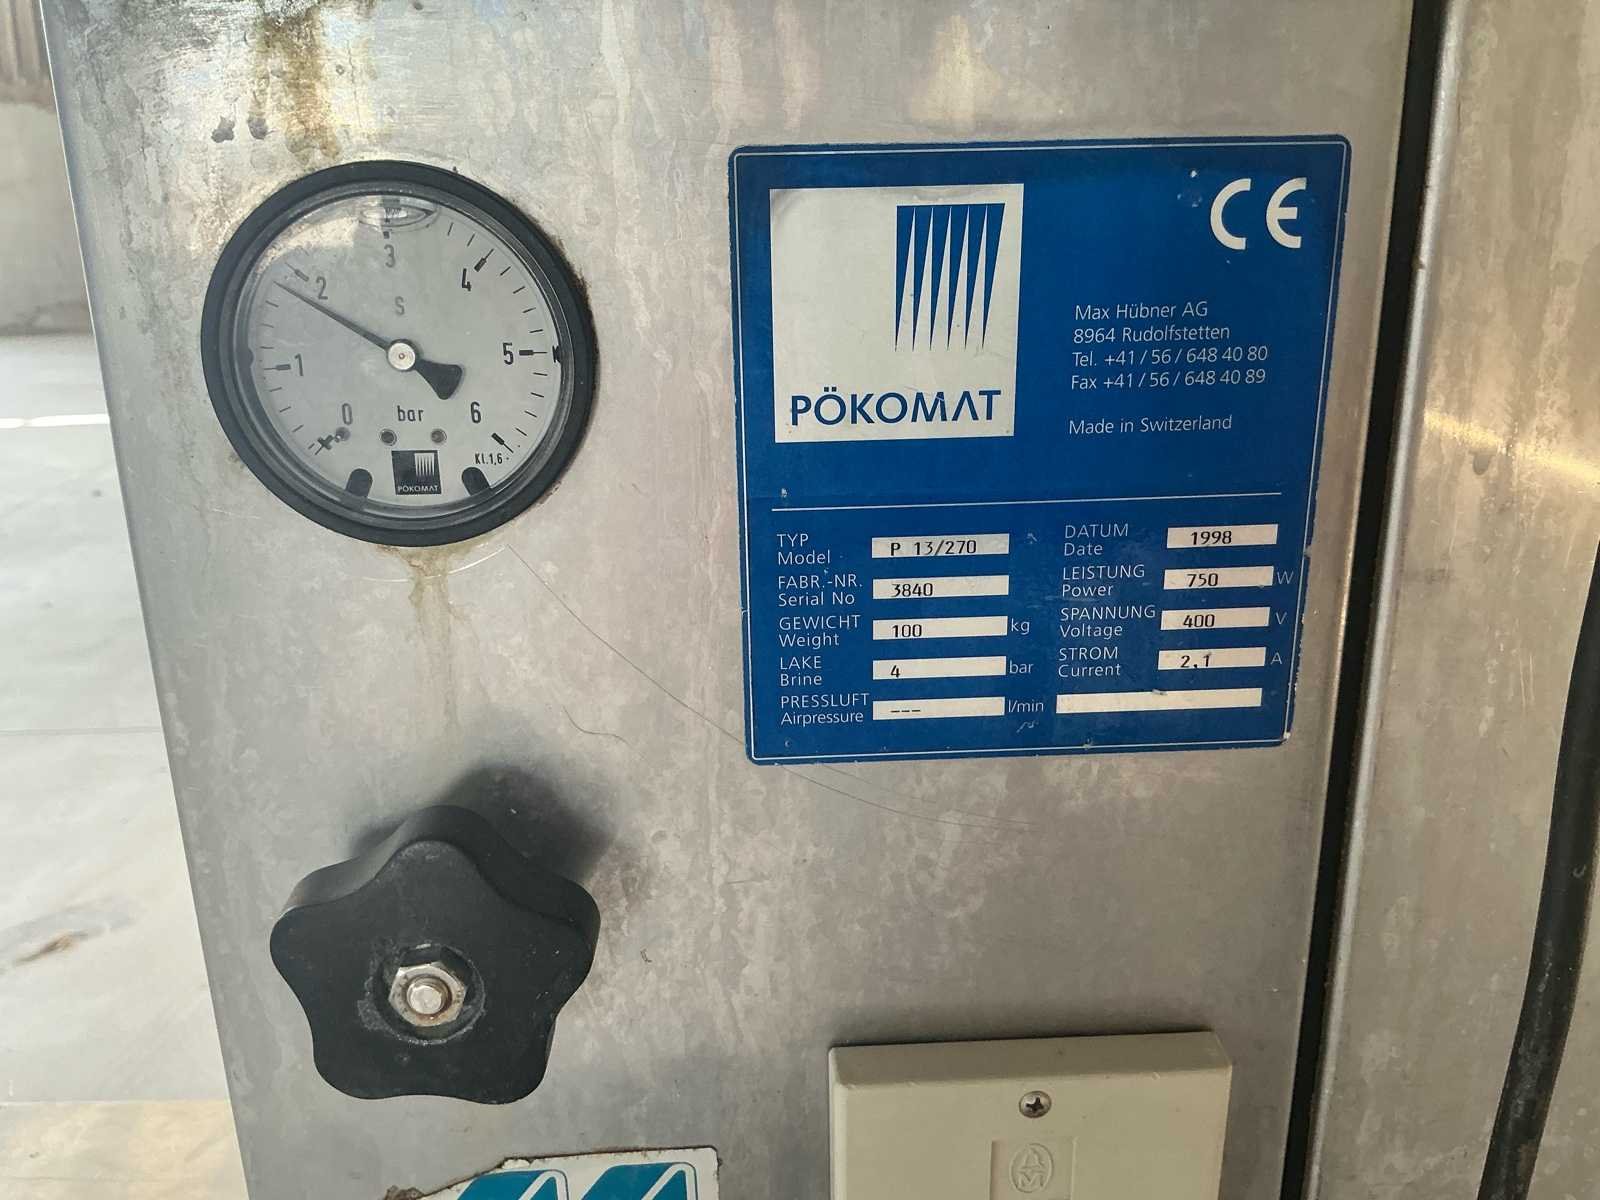 3
2
4
S
1
5
0
bar
6
Kl.1,6
PÖKOMAT
CE
PÖKOMAT
Max Hübner AG
8964 Rudolfstetten
Tel. +41 / 56 / 648 40 80
Fax +41 / 56 / 648 40 89
Made in Switzerland
TYP
Model P 13/270
FABR.-NR.
Serial No 3840
GEWICHT
Weight 100 kg
LAKE
Brine 4 bar
PRESSLUFT
Airpressure --- l/min
DATUM
Date 1998
LEISTUNG
Power 750 W
SPANNUNG
Voltage 400 V
STROM
Current 2,1 A